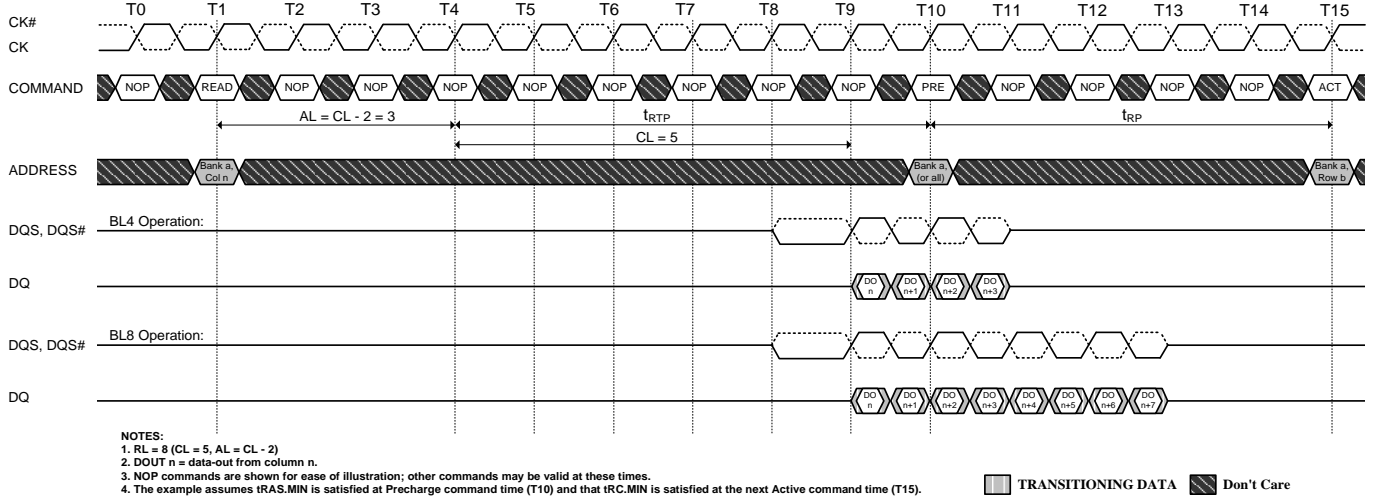 T0 T1 T2 T3 T4 T5 T6 T7 T8 T9 T10 T11 T12 T13 T14 T15
CK#
CK
COMMAND NOP READ NOP NOP NOP NOP NOP NOP NOP NOP PRE NOP NOP NOP NOP ACT
AL = CL - 2 = 3 tRTP tRP
CL = 5
ADDRESS Bank a, Col n Bank a, (or all) Bank a, Row b
BL4 Operation:
DQS, DQS#
DQ DO n DO n+1 DO n+2 DO n+3
BL8 Operation:
DQS, DQS#
DQ DO n DO n+1 DO n+2 DO n+3 DO n+4 DO n+5 DO n+6 DO n+7
NOTES:
1. RL = 8 (CL = 5, AL = CL - 2)
2. DOUT n = data-out from column n.
3. NOP commands are shown for ease of illustration; other commands may be valid at these times.
4. The example assumes tRAS.MIN is satisfied at Precharge command time (T10) and that tRC.MIN is satisfied at the next Active command time (T15).
TRANSITIONING DATA Don't Care